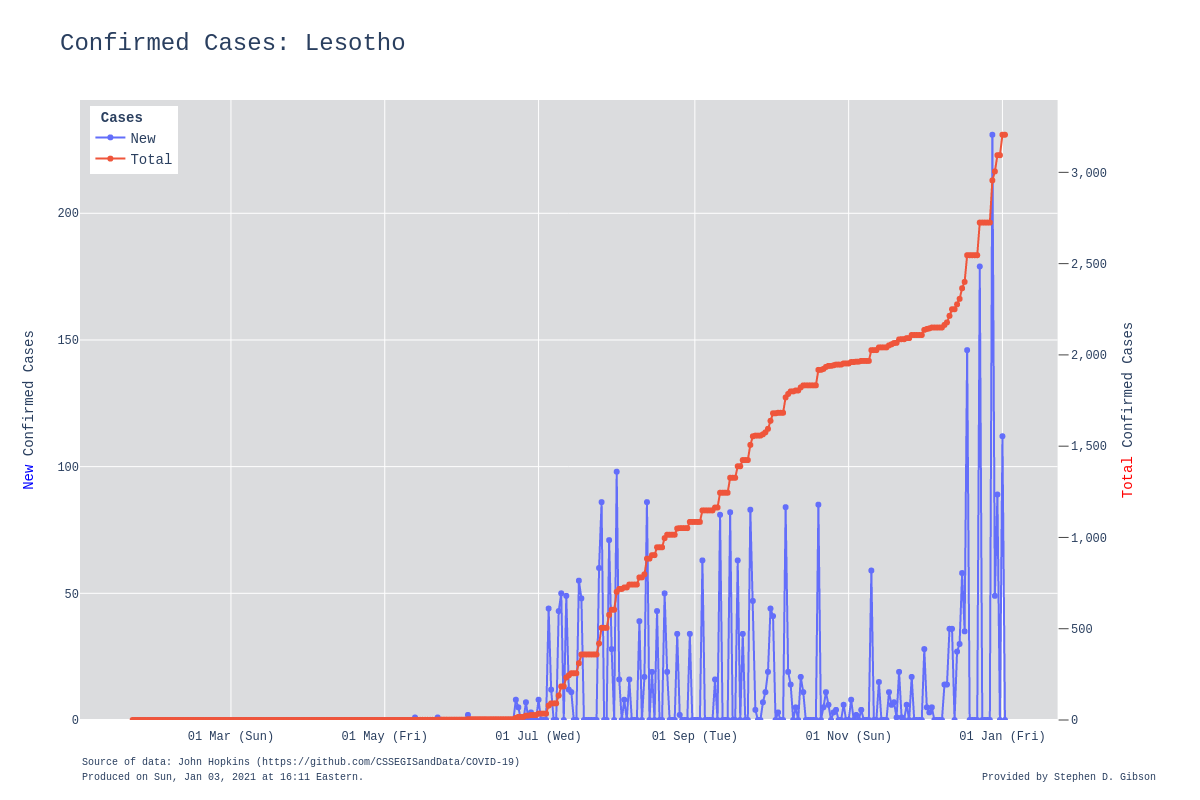 Confirmed Cases: Lesotho
Cases
New
Total
200
150
100
50
0
3,000
2,500
2,000
1,500
1,000
500
0
New Confirmed Cases
Total Confirmed Cases
01 Mar (Sun) 01 May (Fri) 01 Jul (Wed) 01 Sep (Tue) 01 Nov (Sun) 01 Jan (Fri)
Source of data: John Hopkins (https://github.com/CSSEGISandData/COVID-19)
Produced on Sun, Jan 03, 2021 at 16:11 Eastern.
Provided by Stephen D. Gibson